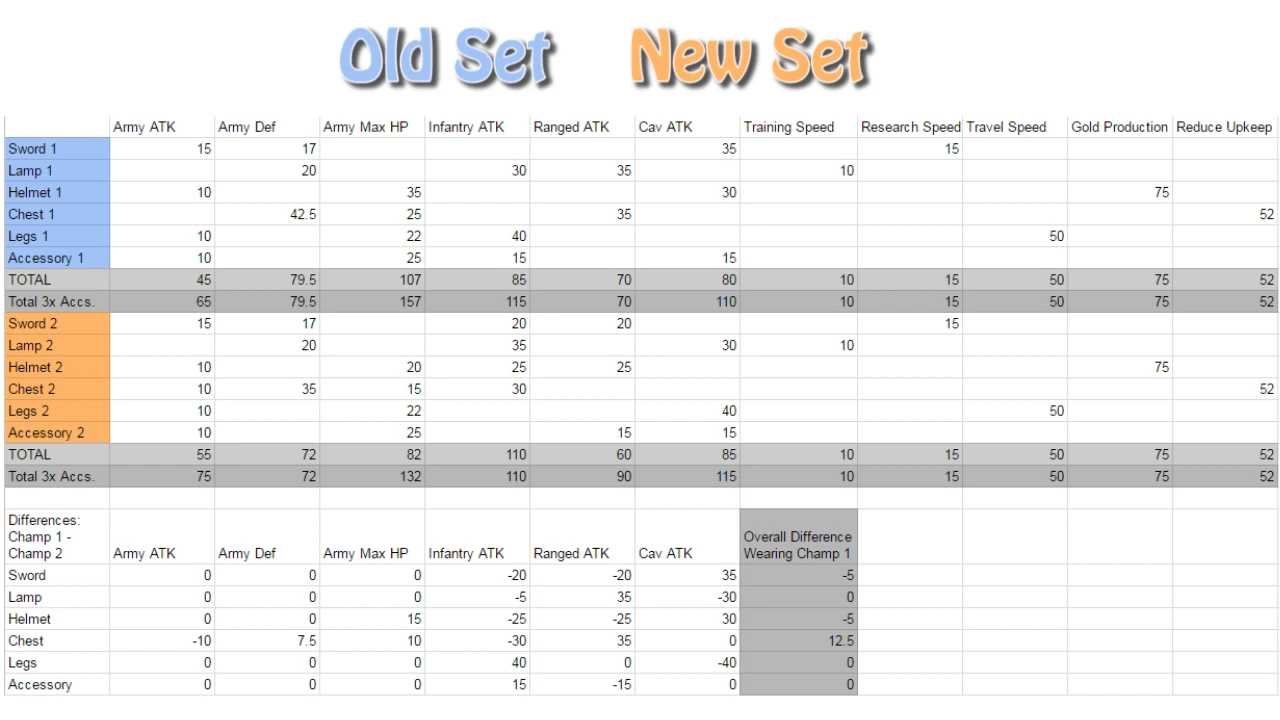 Old Set New Set
Army ATK Army Def Army Max HP Infantry ATK Ranged ATK Cav ATK Training Speed Research Speed Travel Speed Gold Production Reduce Upkeep
Sword 1 15 17 35 15
Lamp 1 20 30 35 10
Helmet 1 10 35 30 75
Chest 1 42.5 25 35 52
Legs 1 10 22 40 50
Accessory 1 10 25 15 15
TOTAL 45 79.5 107 85 70 80 10 15 50 75 52
Total 3x Accs. 65 79.5 157 115 70 110 10 15 50 75 52
Sword 2 15 17 20 20 15
Lamp 2 20 35 30 10
Helmet 2 10 20 25 25 75
Chest 2 10 35 15 30 52
Legs 2 10 22 40 50
Accessory 2 10 25 15 15
TOTAL 55 72 82 110 60 85 10 15 50 75 52
Total 3x Accs. 75 72 132 110 90 115 10 15 50 75 52
Differences:
Champ 1 - Overall Difference
Champ 2 Army ATK Army Def Army Max HP Infantry ATK Ranged ATK Cav ATK Wearing Champ 1
Sword 0 0 0 -20 -20 35 -5
Lamp 0 0 0 -5 35 -30 0
Helmet 0 0 15 -25 -25 30 -5
Chest -10 7.5 10 -30 35 0 12.5
Legs 0 0 0 40 0 -40 0
Accessory 0 0 0 15 -15 0 0